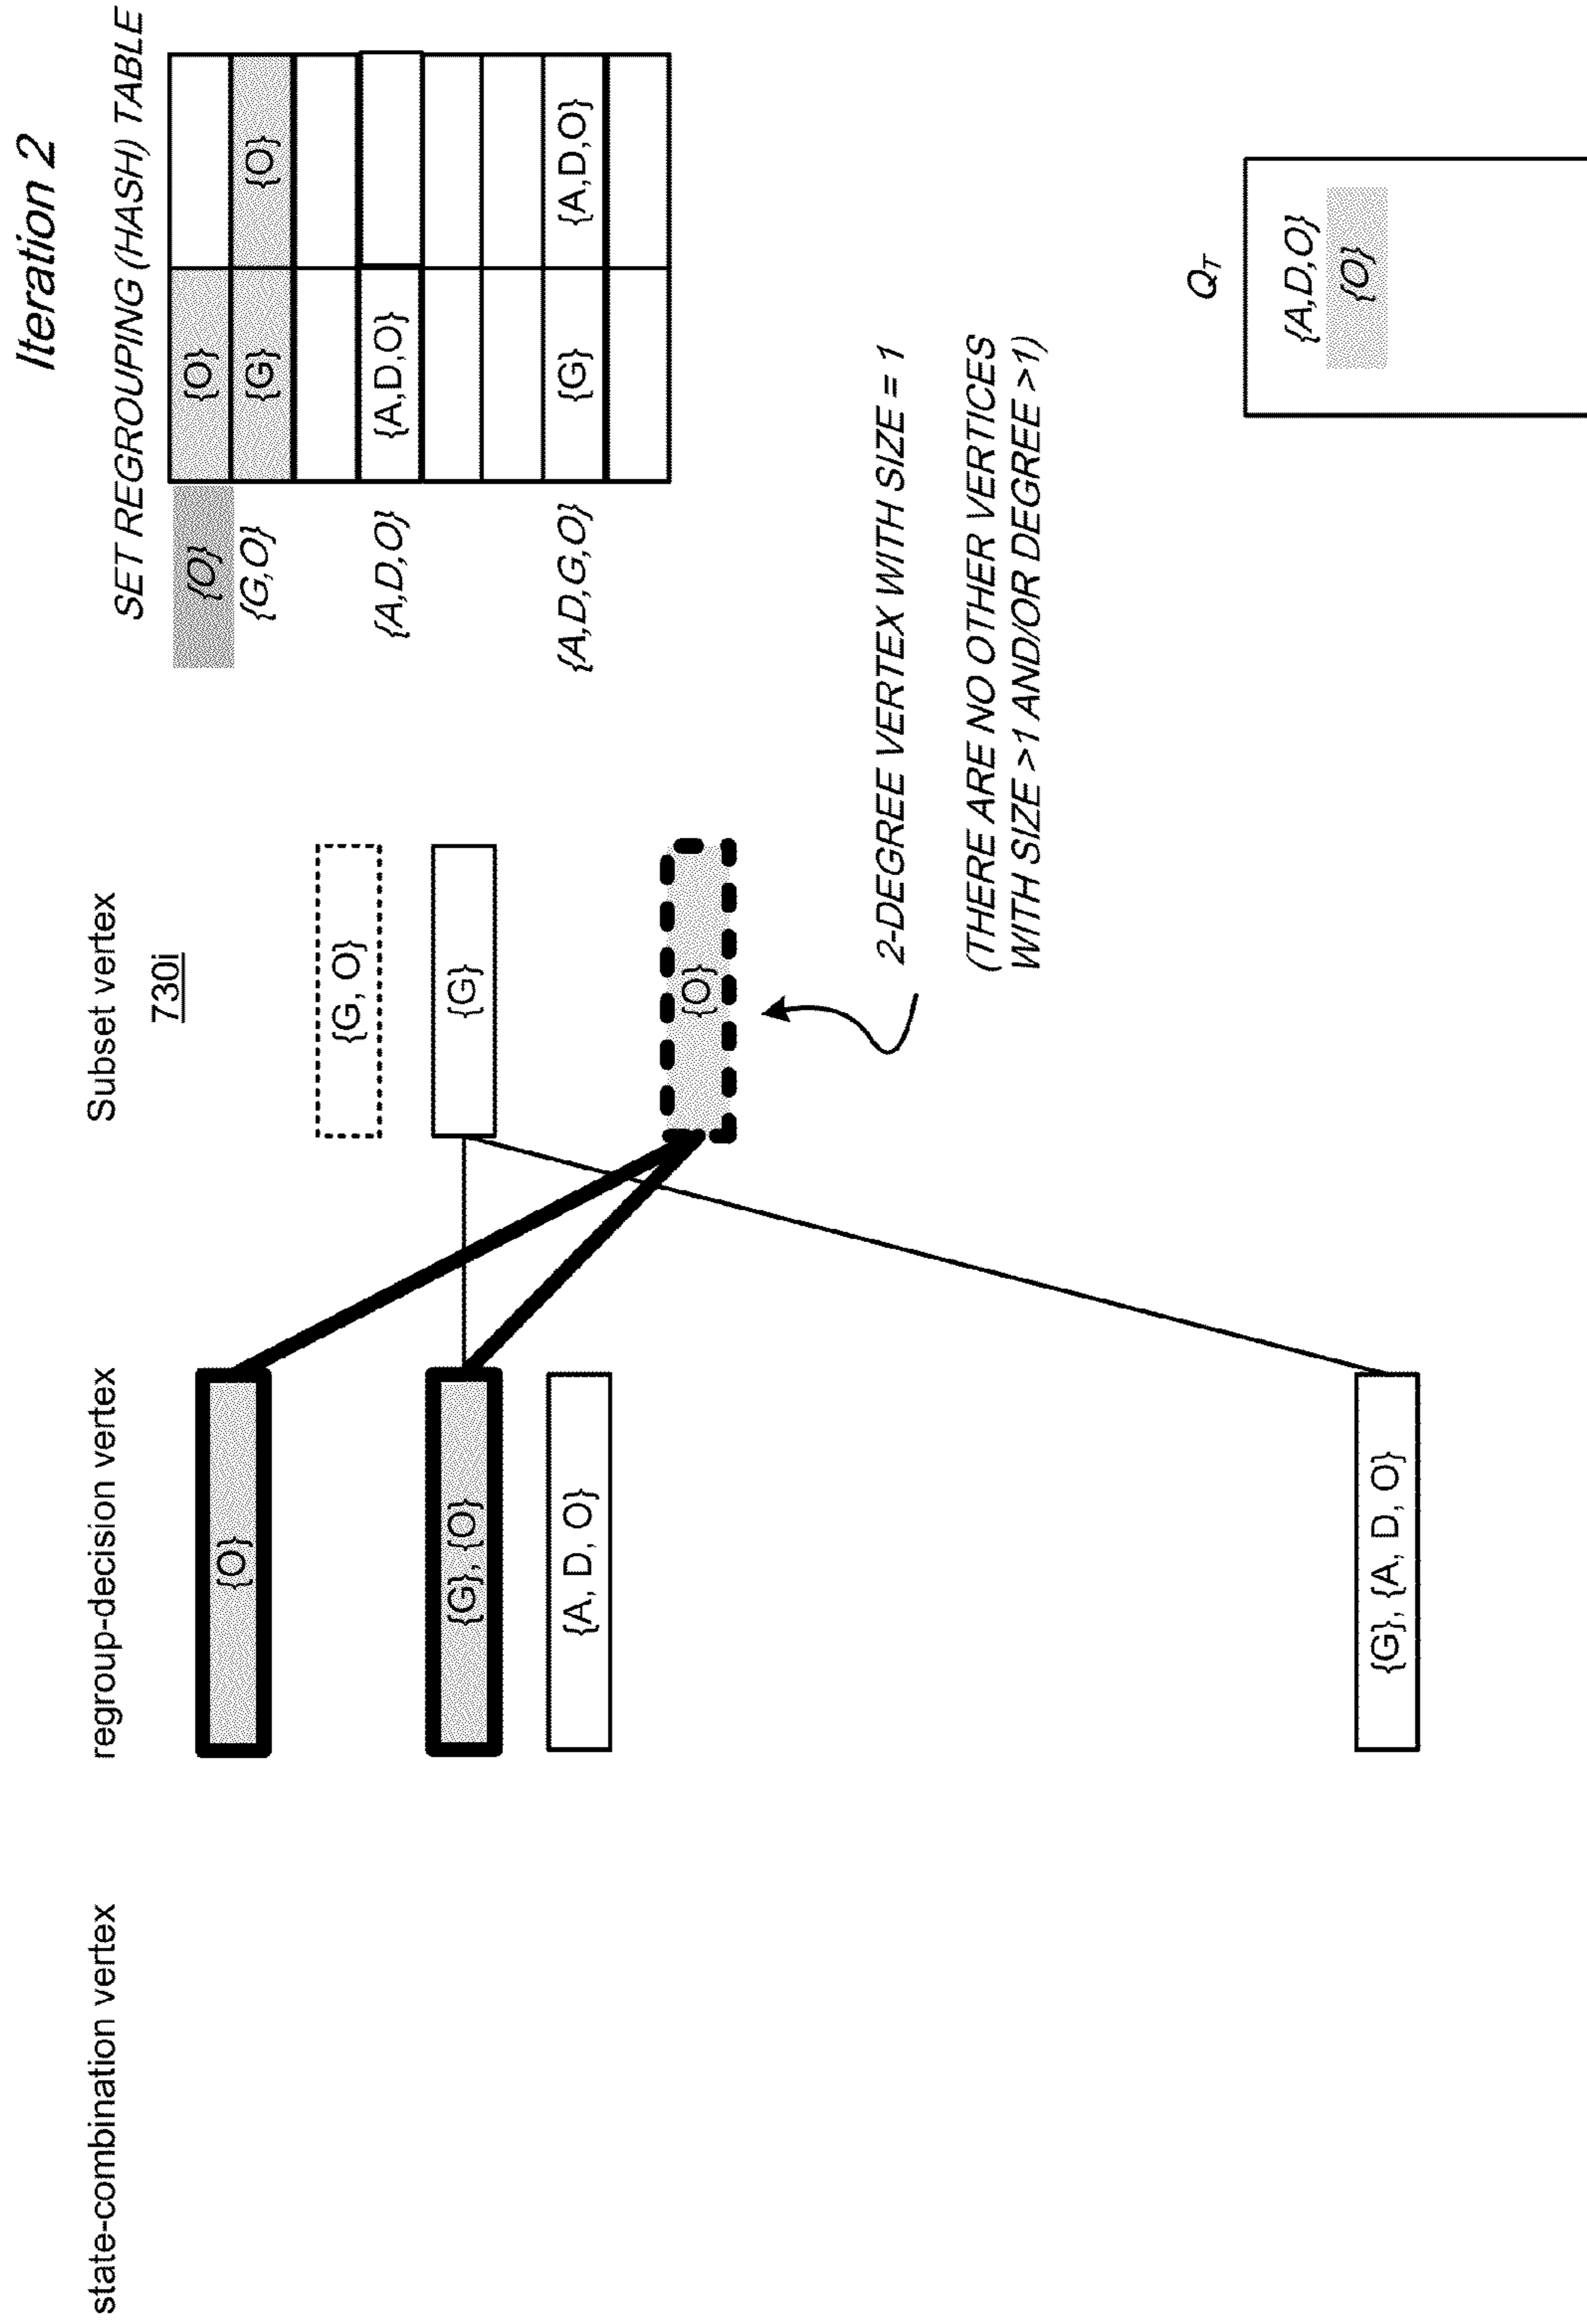 Iteration 2
state-combination vertex
regroup-decision vertex
Subset vertex
730i
SET REGROUPING (HASH) TABLE
{O}
{G}, {O}
{A, D, O}
{G}, {A, D, O}
{G, O}
{G}
{O}
{O}
{O}
{G,O}
{G}
{O}
{A,D,O}
{A,D,O}
{A,D,G,O}
{G}
{A,D,O}
2-DEGREE VERTEX WITH SIZE = 1
(THERE ARE NO OTHER VERTICES
WITH SIZE >1 AND/OR DEGREE >1)
QT
{A,D,O}
{O}